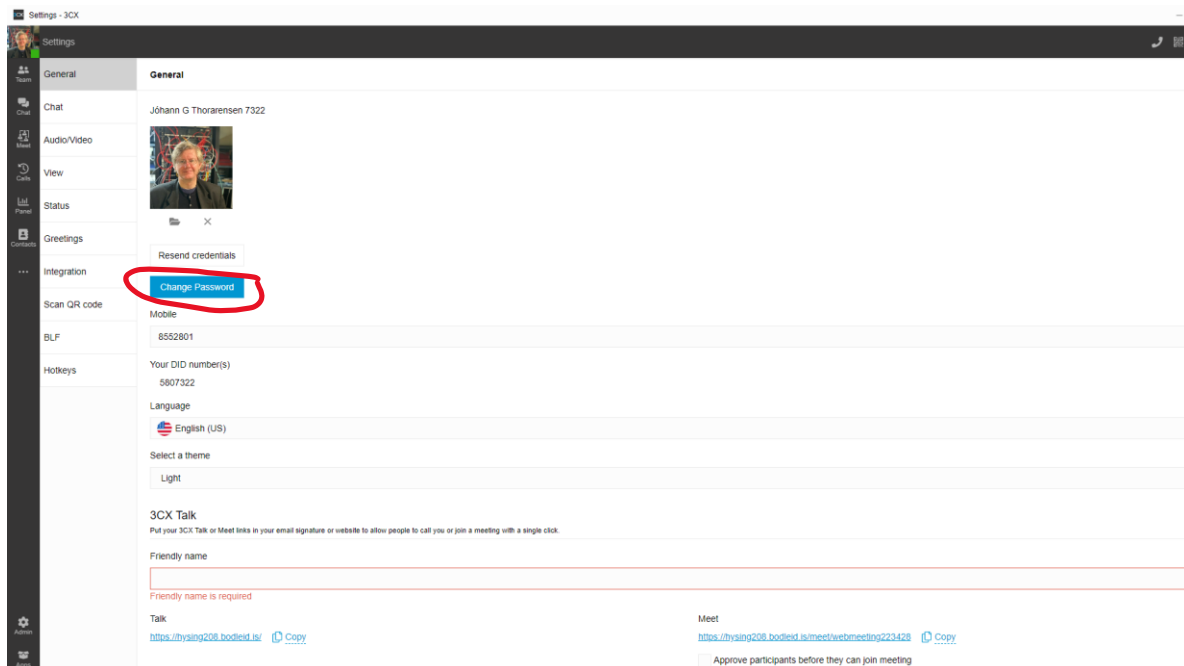 3CX Settings - 3CX
Settings
Team
Chat
Meet
Calls
Panel
Contacts
Admin
Apps
General
Chat
Audio/Video
View
Status
Greetings
Integration
Scan QR code
BLF
Hotkeys
General
Jóhann G Thorarensen 7322
Resend credentials
Change Password
Mobile
8552801
Your DID number(s)
5807322
Language
English (US)
Select a theme
Light
3CX Talk
Put your 3CX Talk or Meet links in your email signature or website to allow people to call you or join a meeting with a single click.
Friendly name
Friendly name is required
Talk
https://hysing208.bodleid.is/ Copy
Meet
https://hysing208.bodleid.is/meet/webmeeting223428 Copy
Approve participants before they can join meeting